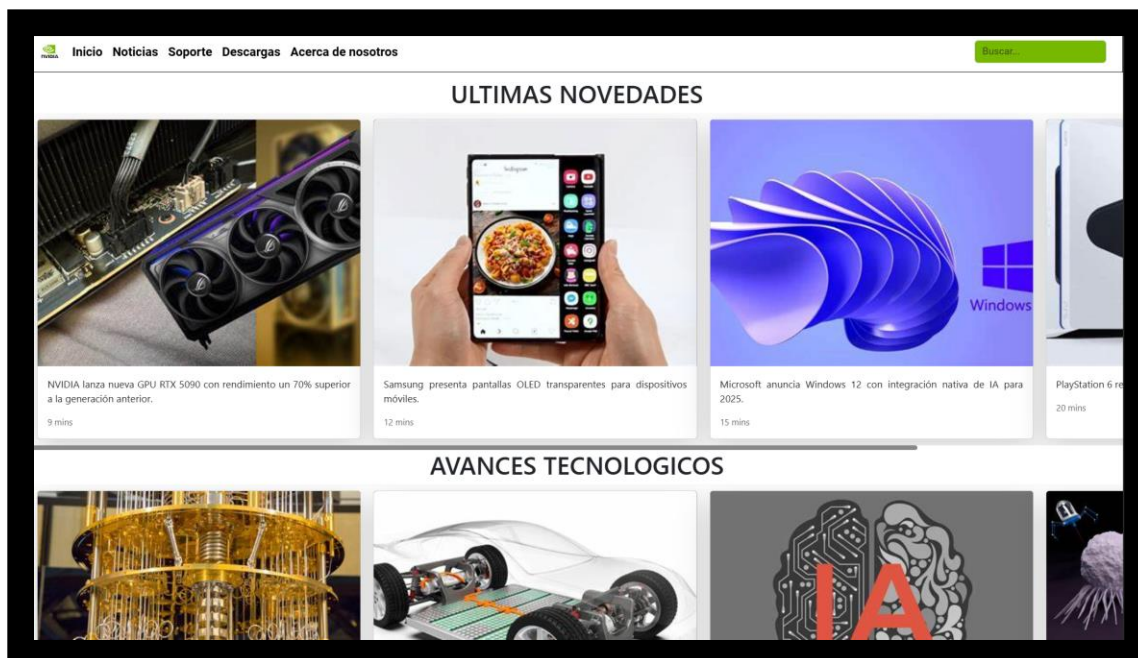 NVIDIA
Inicio Noticias Soporte Descargas Acerca de nosotros
Buscar...
ULTIMAS NOVEDADES
Instagram
Windows
NVIDIA lanza nueva GPU RTX 5090 con rendimiento un 70% superior
a la generación anterior.
9 mins
Samsung presenta pantallas OLED transparentes para dispositivos
móviles.
12 mins
Microsoft anuncia Windows 12 con integración nativa de IA para
2025.
15 mins
PlayStation 6 re
20 mins
AVANCES TECNOLOGICOS
IA